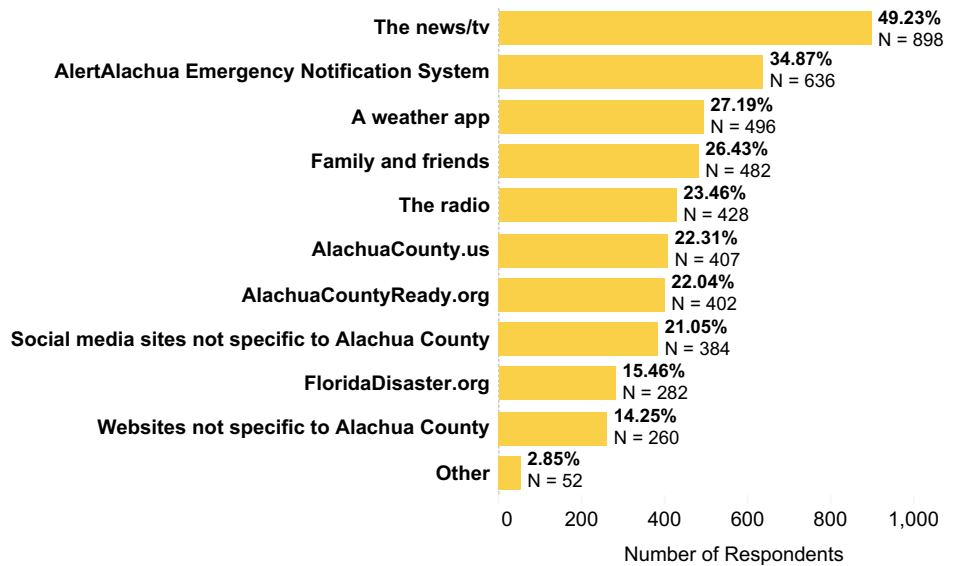 The news/tv
49.23%
N = 898
AlertAlachua Emergency Notification System
34.87%
N = 636
A weather app
27.19%
N = 496
Family and friends
26.43%
N = 482
The radio
23.46%
N = 428
AlachuaCounty.us
22.31%
N = 407
AlachuaCountyReady.org
22.04%
N = 402
Social media sites not specific to Alachua County
21.05%
N = 384
FloridaDisaster.org
15.46%
N = 282
Websites not specific to Alachua County
14.25%
N = 260
Other
2.85%
N = 52
0 200 400 600 800 1,000
Number of Respondents